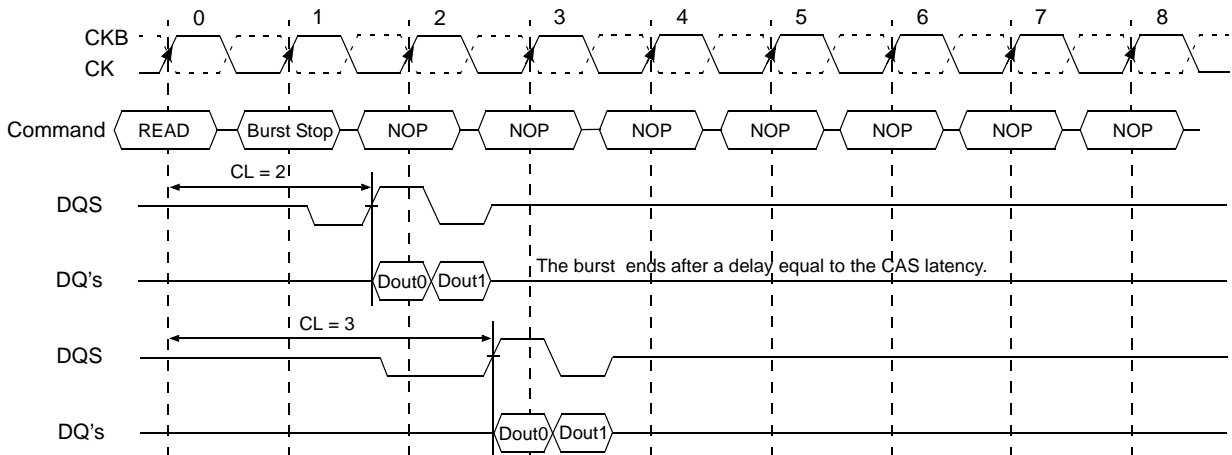 0 1 2 3 4 5 6 7 8
CKB
CK
Command READ Burst Stop NOP NOP NOP NOP NOP NOP NOP
CL = 2
DQS
DQ's Dout0 Dout1 The burst ends after a delay equal to the CAS latency.
CL = 3
DQS
DQ's Dout0 Dout1